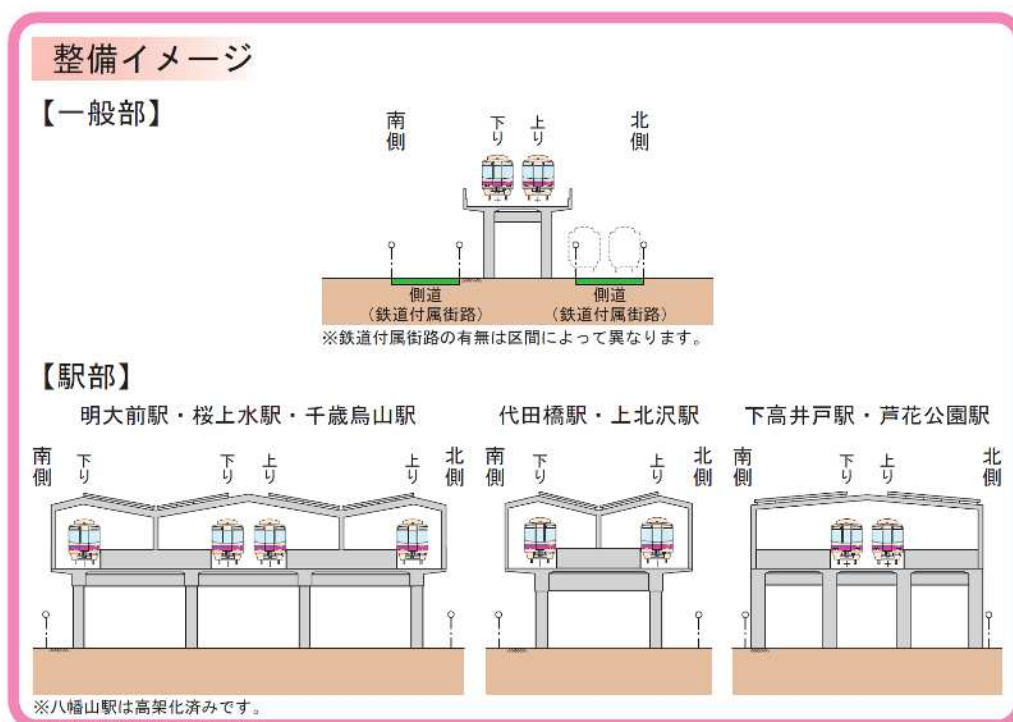 整備イメージ
【一般部】
南側
下り
上り
北側
側道
(鉄道付属街路)
側道
(鉄道付属街路)
※鉄道付属街路の有無は区間によって異なります。
【駅部】
明大前駅・桜上水駅・千歳烏山駅
南側
下り
下り
上り
上り
北側
代田橋駅・上北沢駅
南側
下り
上り
北側
下高井戸駅・芦花公園駅
南側
下り
上り
北側
※八幡山駅は高架化済みです。